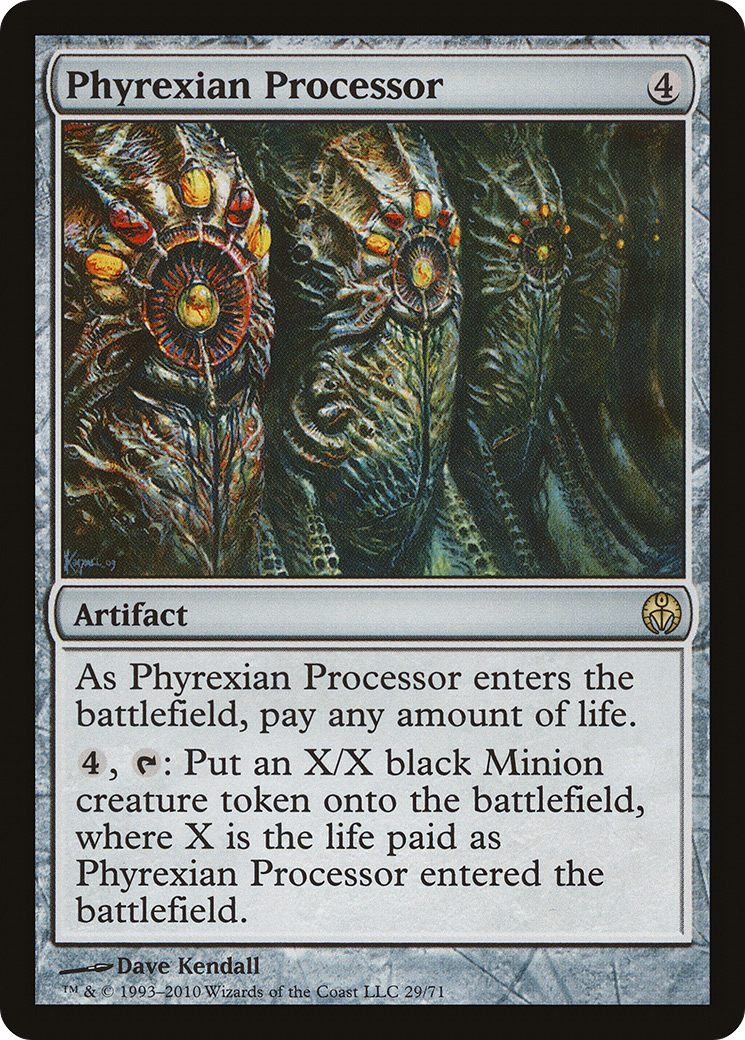 Phyrexian Processor 4
Artifact
As Phyrexian Processor enters the
battlefield, pay any amount of life.
4, : Put an X/X black Minion
creature token onto the battlefield,
where X is the life paid as
Phyrexian Processor entered the
battlefield.
Dave Kendall
™ & © 1993–2010 Wizards of the Coast LLC 29/71